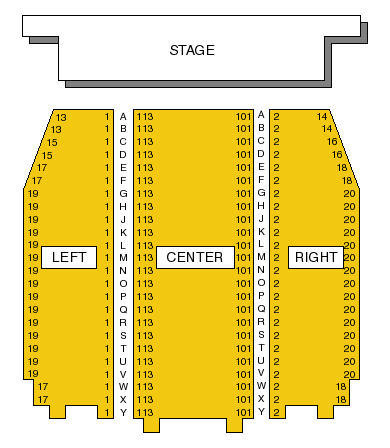 STAGE
13 1 A 113 101 A 2 14
13 1 B 113 101 B 2 14
15 1 C 113 101 C 2 16
15 1 D 113 101 D 2 16
17 1 E 113 101 E 2 18
17 1 F 113 101 F 2 18
19 1 G 113 101 G 2 20
19 1 H 113 101 H 2 20
19 1 J 113 101 J 2 20
19 1 K 113 101 K 2 20
19 1 L 113 101 L 2 20
19 LEFT 1 M 113 CENTER 101 M 2 RIGHT 20
19 1 N 113 101 N 2 20
19 1 O 113 101 O 2 20
19 1 P 113 101 P 2 20
19 1 Q 113 101 Q 2 20
19 1 R 113 101 R 2 20
19 1 S 113 101 S 2 20
19 1 T 113 101 T 2 20
19 1 U 113 101 U 2 20
19 1 V 113 101 V 2 20
17 1 W 113 101 W 2 18
17 1 X 113 101 X 2 18
1 Y 113 101 Y 2